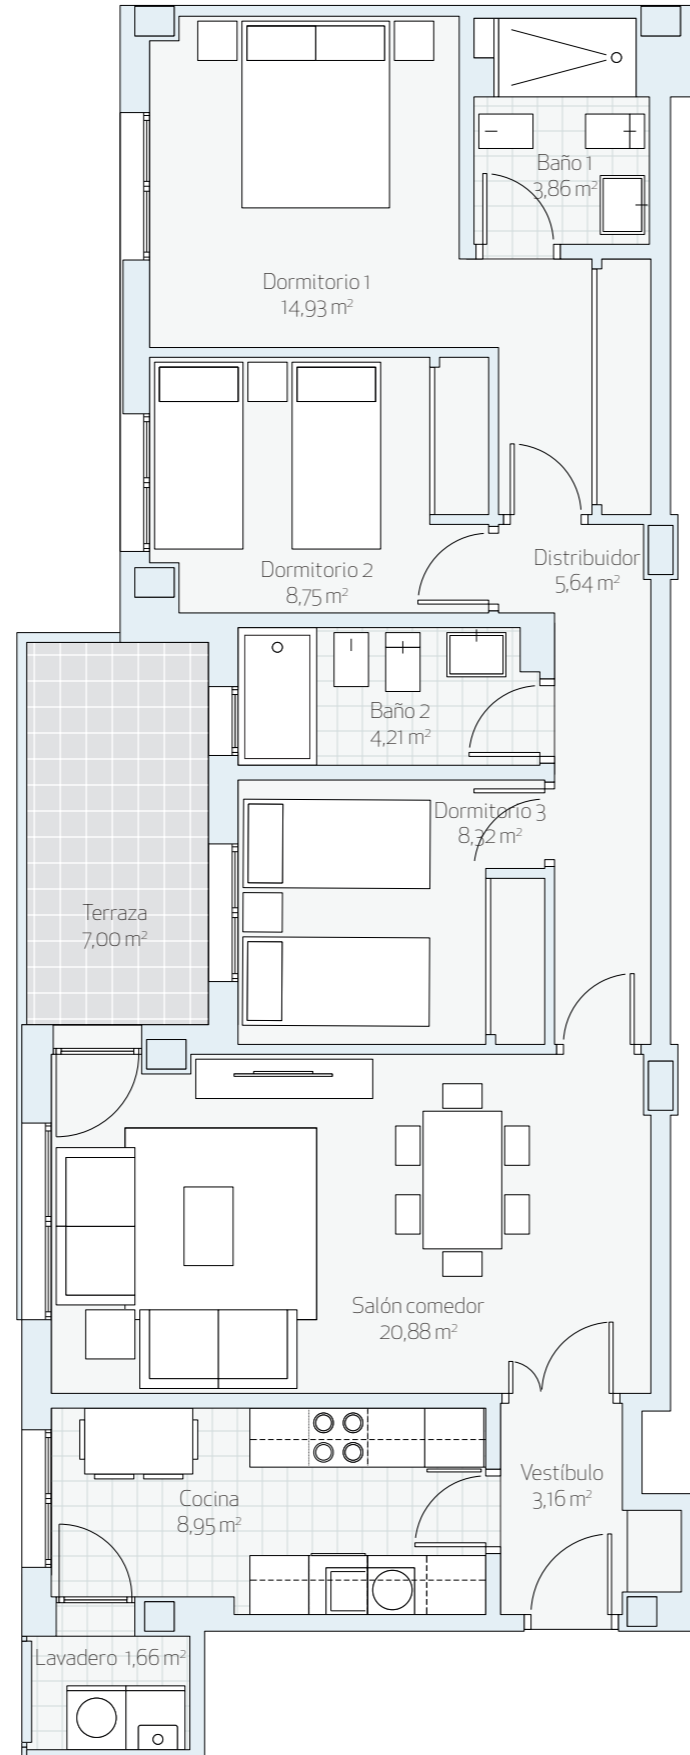 Baño 1
3,86 m²
Dormitorio 1
14,93 m²
Distribuidor
5,64 m²
Dormitorio 2
8,75 m²
Baño 2
4,21 m²
Dormitorio 3
8,32 m²
Terraza
7,00 m²
Salón comedor
20,88 m²
Vestíbulo
3,16 m²
Cocina
8,95 m²
Lavadero 1,66 m²